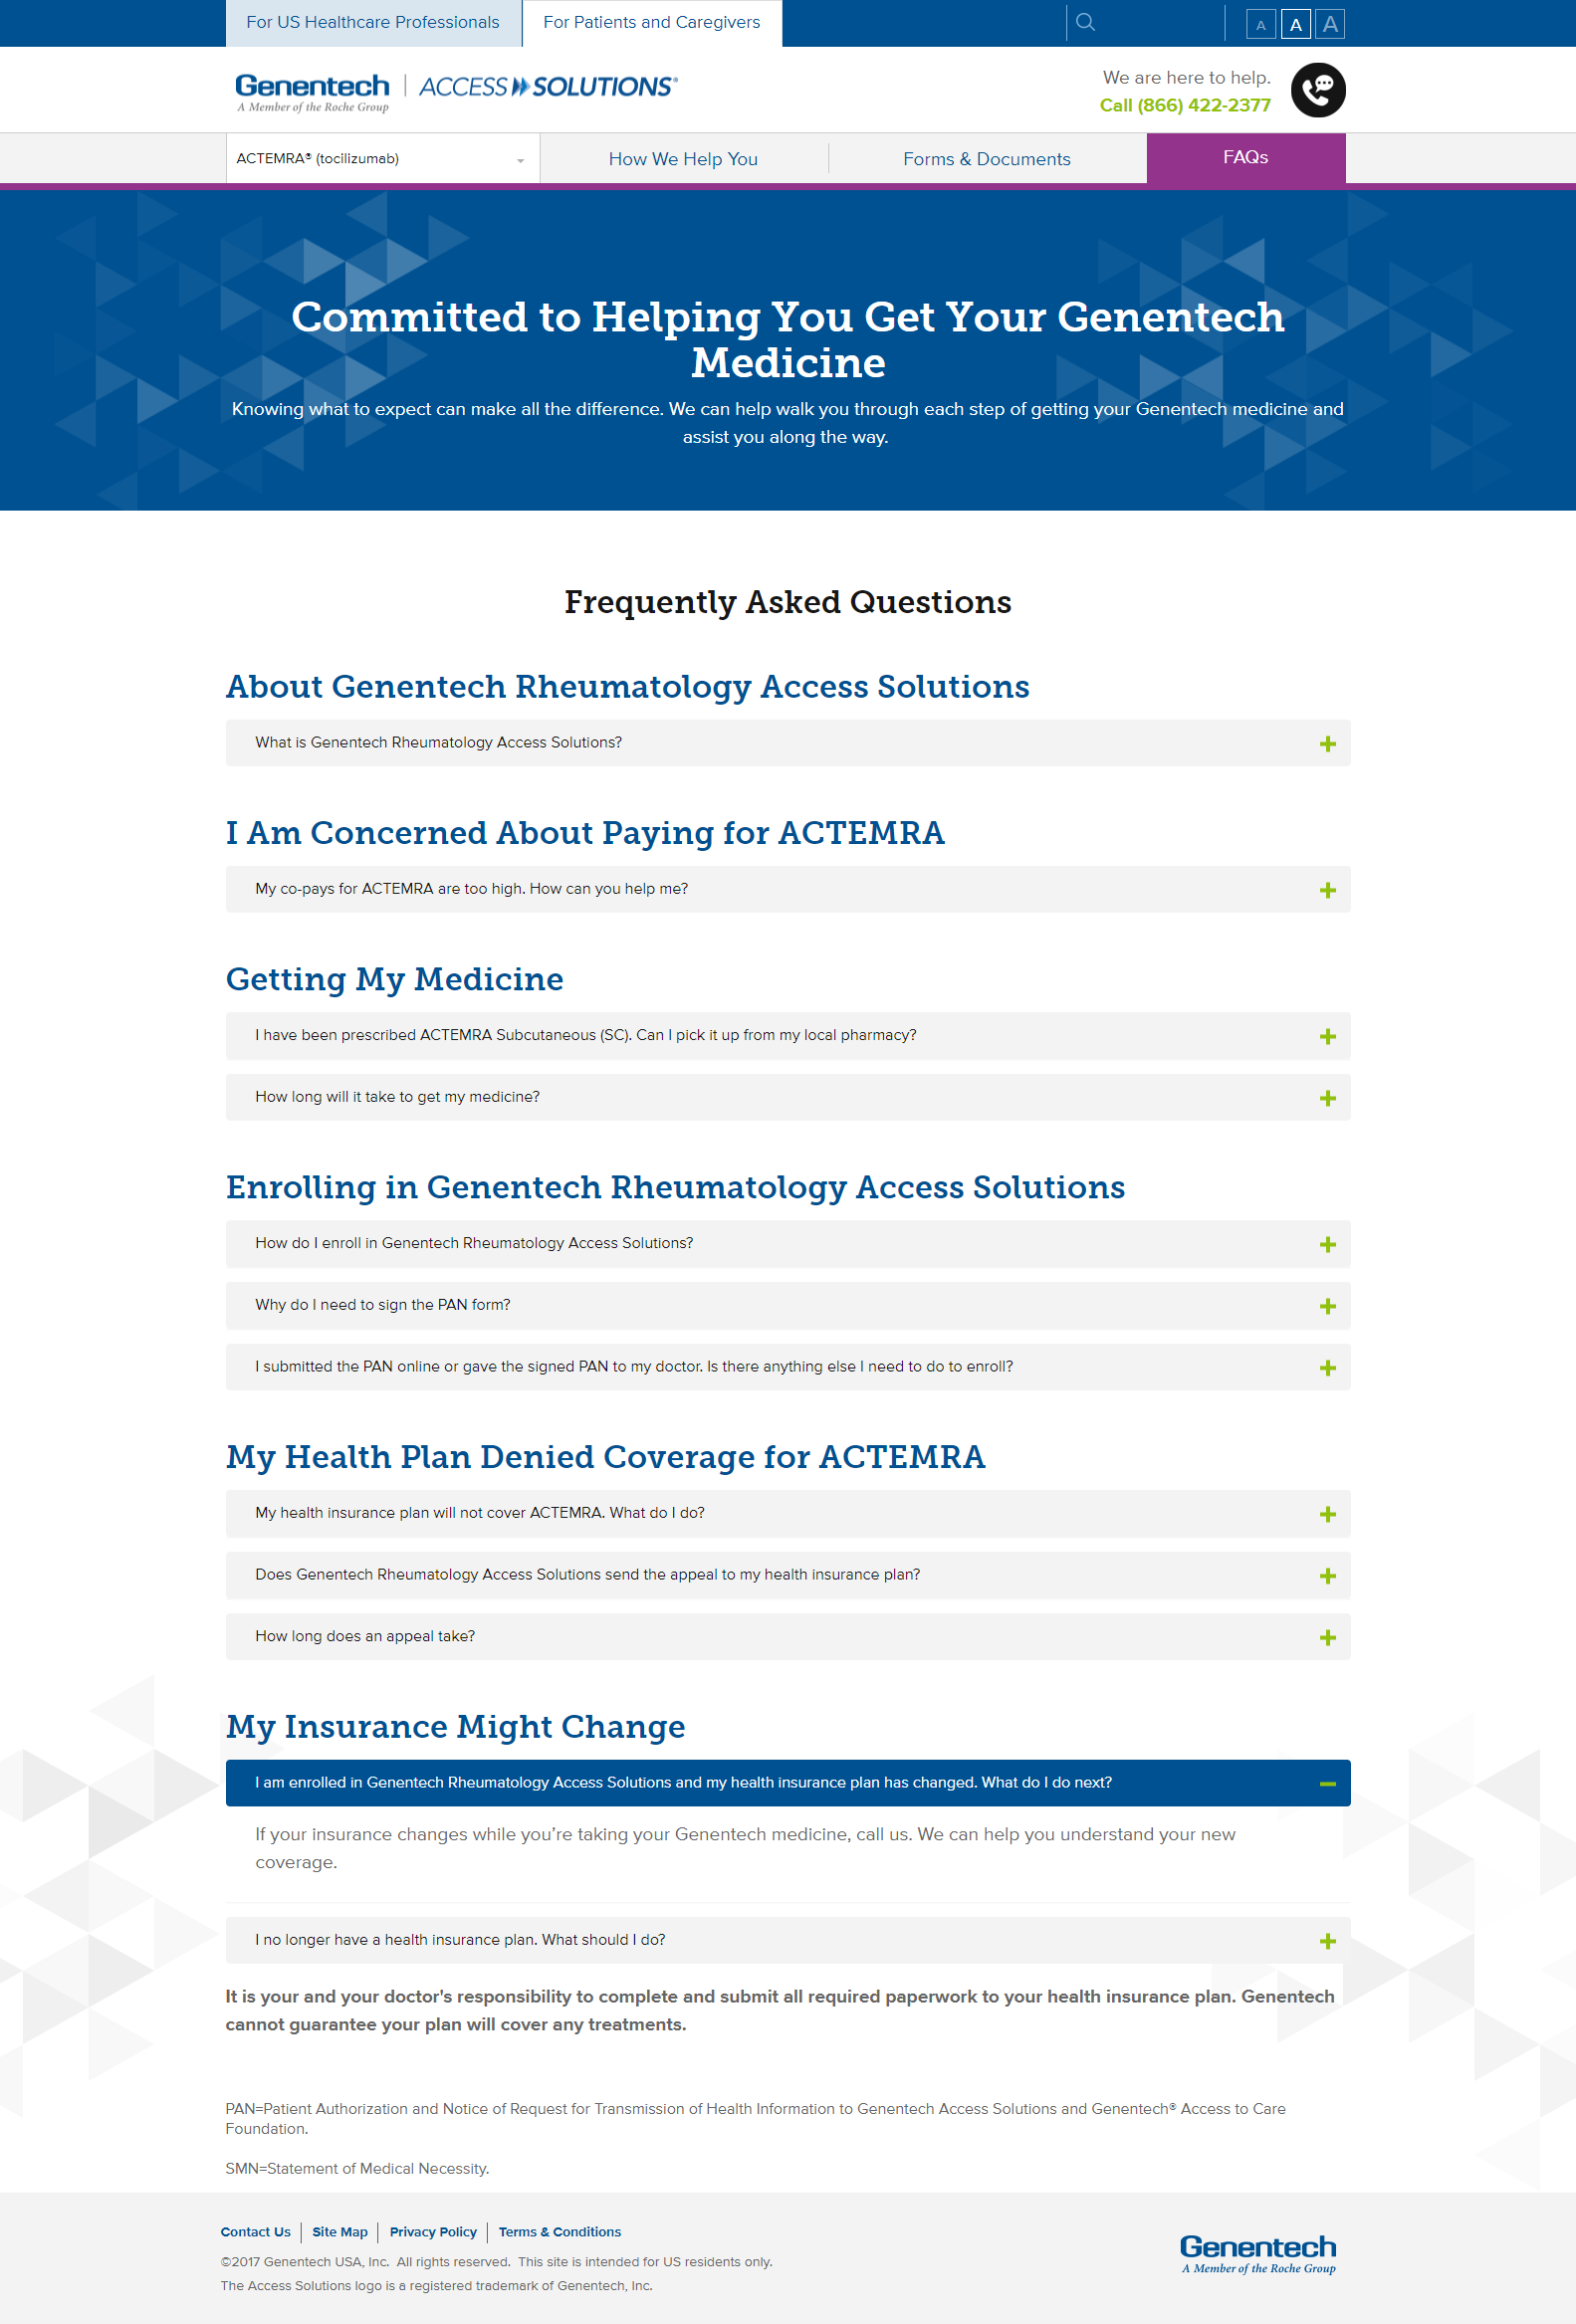 For US Healthcare Professionals
For Patients and Caregivers
A A A
Genentech
A Member of the Roche Group
ACCESS SOLUTIONS®
We are here to help.
Call (866) 422-2377
ACTEMRA® (tocilizumab)
How We Help You
Forms & Documents
FAQs
Committed to Helping You Get Your Genentech
Medicine
Knowing what to expect can make all the difference. We can help walk you through each step of getting your Genentech medicine and
assist you along the way.
Frequently Asked Questions
About Genentech Rheumatology Access Solutions
What is Genentech Rheumatology Access Solutions?
I Am Concerned About Paying for ACTEMRA
My co-pays for ACTEMRA are too high. How can you help me?
Getting My Medicine
I have been prescribed ACTEMRA Subcutaneous (SC). Can I pick it up from my local pharmacy?
How long will it take to get my medicine?
Enrolling in Genentech Rheumatology Access Solutions
How do I enroll in Genentech Rheumatology Access Solutions?
Why do I need to sign the PAN form?
I submitted the PAN online or gave the signed PAN to my doctor. Is there anything else I need to do to enroll?
My Health Plan Denied Coverage for ACTEMRA
My health insurance plan will not cover ACTEMRA. What do I do?
Does Genentech Rheumatology Access Solutions send the appeal to my health insurance plan?
How long does an appeal take?
My Insurance Might Change
I am enrolled in Genentech Rheumatology Access Solutions and my health insurance plan has changed. What do I do next?
If your insurance changes while you’re taking your Genentech medicine, call us. We can help you understand your new
coverage.
I no longer have a health insurance plan. What should I do?
It is your and your doctor's responsibility to complete and submit all required paperwork to your health insurance plan. Genentech
cannot guarantee your plan will cover any treatments.
PAN=Patient Authorization and Notice of Request for Transmission of Health Information to Genentech Access Solutions and Genentech® Access to Care
Foundation.
SMN=Statement of Medical Necessity.
Contact Us
Site Map
Privacy Policy
Terms & Conditions
©2017 Genentech USA, Inc. All rights reserved. This site is intended for US residents only.
The Access Solutions logo is a registered trademark of Genentech, Inc.
Genentech
A Member of the Roche Group